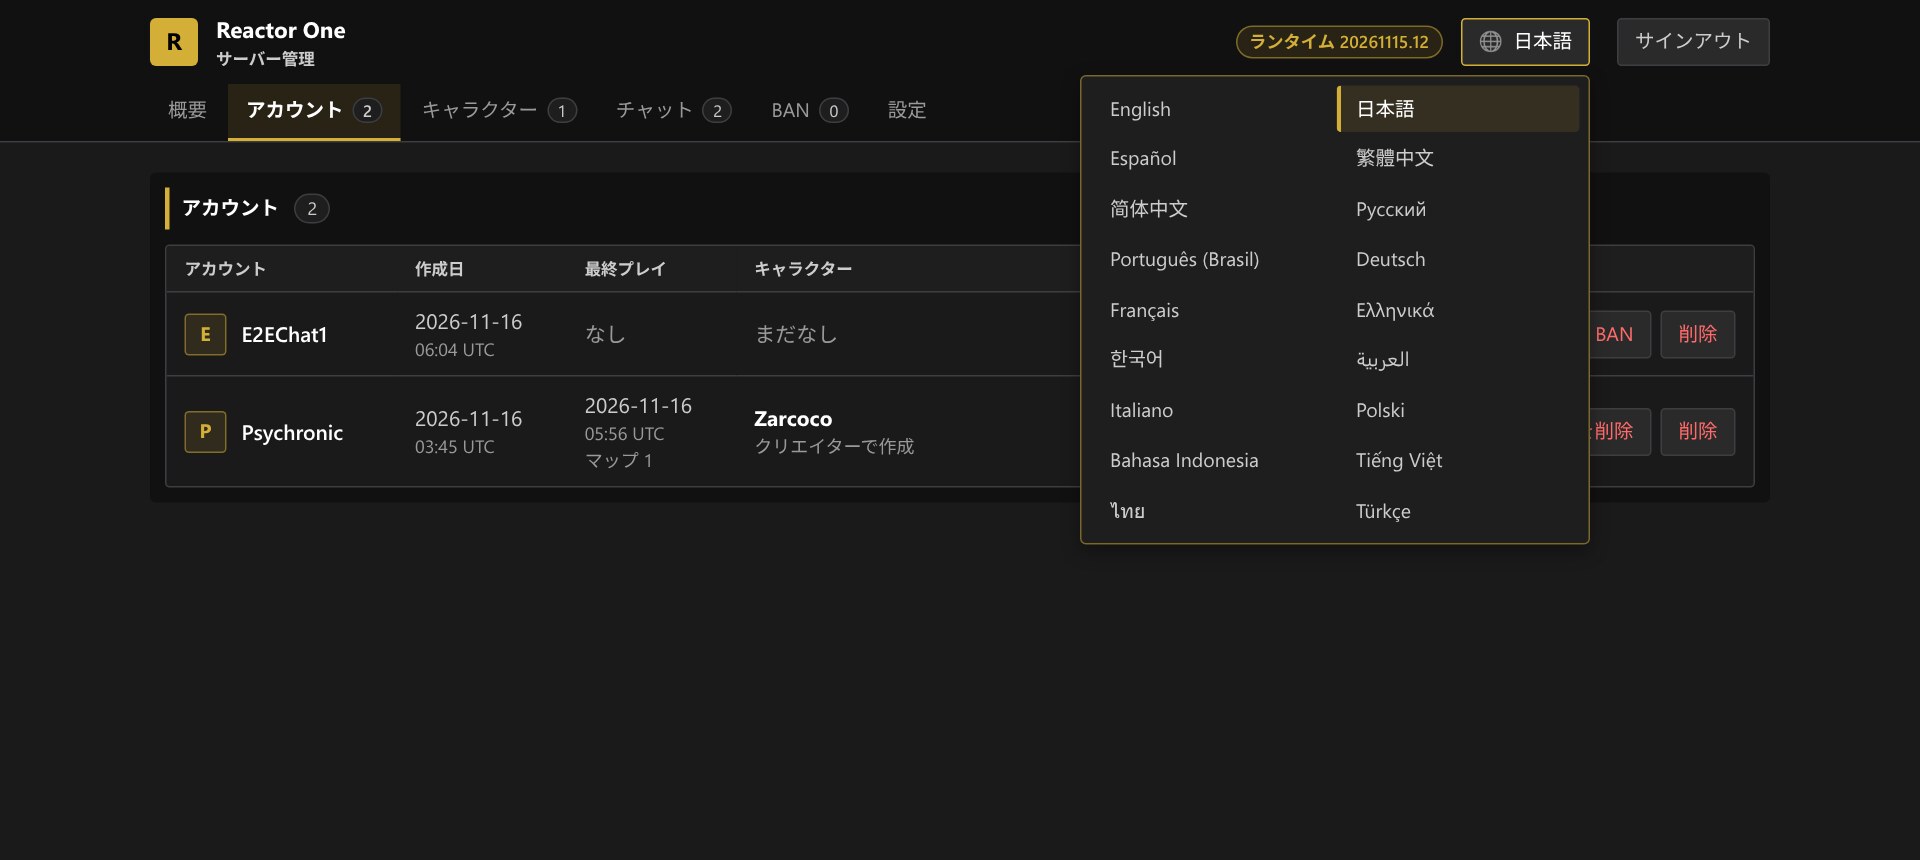 R
Reactor One
サーバー管理
ランタイム 20261115.12
日本語
サインアウト
概要
アカウント 2
キャラクター 1
チャット 2
BAN 0
設定
English
日本語
Español
繁體中文
简体中文
Русский
Português (Brasil)
Deutsch
Français
Ελληνικά
한국어
العربية
Italiano
Polski
Bahasa Indonesia
Tiếng Việt
ไทย
Türkçe
アカウント 2
アカウント 作成日 最終プレイ キャラクター
E E2EChat1
2026-11-16
06:04 UTC
なし
まだなし
BAN
削除
P Psychronic
2026-11-16
03:45 UTC
2026-11-16
05:56 UTC
マップ 1
Zarcoco
クリエイターで作成
削除
削除